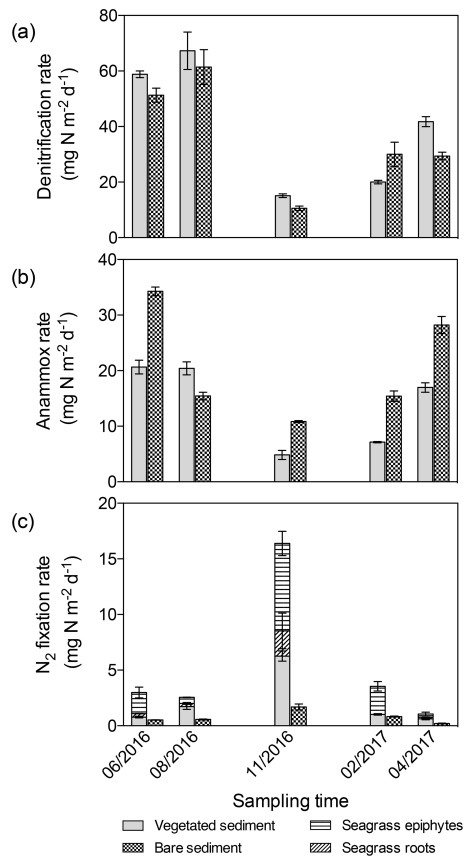 (a)
Denitrification rate
(mg N m-2 d-1)
80
60
40
20
0
(b)
Anammox rate
(mg N m-2 d-1)
40
30
20
10
0
(c)
N2 fixation rate
(mg N m-2 d-1)
20
15
10
5
0
06/2016
08/2016
11/2016
02/2017
04/2017
Sampling time
Vegetated sediment
Seagrass epiphytes
Bare sediment
Seagrass roots